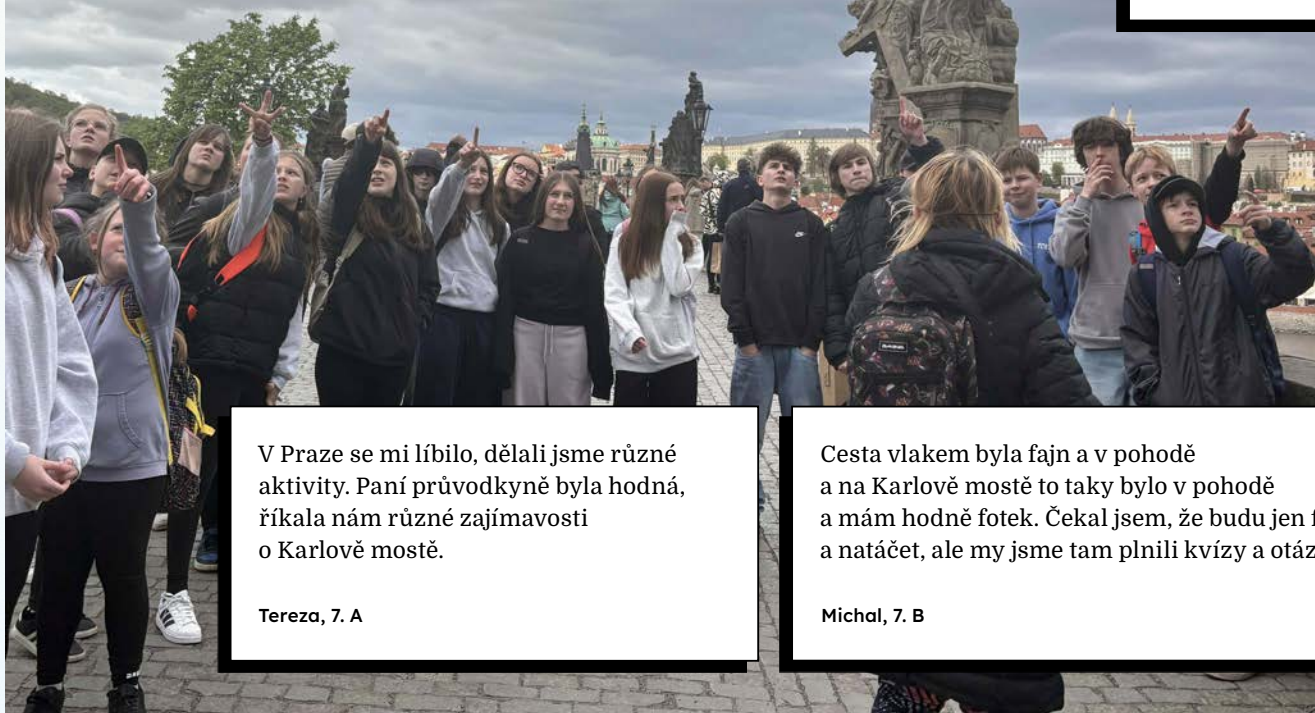 V Praze se mi líbilo, dělali jsme různé
aktivity. Paní průvodkyně byla hodná,
říkala nám různé zajímavosti
o Karlově mostě.
Tereza, 7. A
Cesta vlakem byla fajn a v pohodě
a na Karlově mostě to taky bylo v pohodě
a mám hodně fotek. Čekal jsem, že budu jen
a natáčet, ale my jsme tam plnili kvízy a
Michal, 7. B